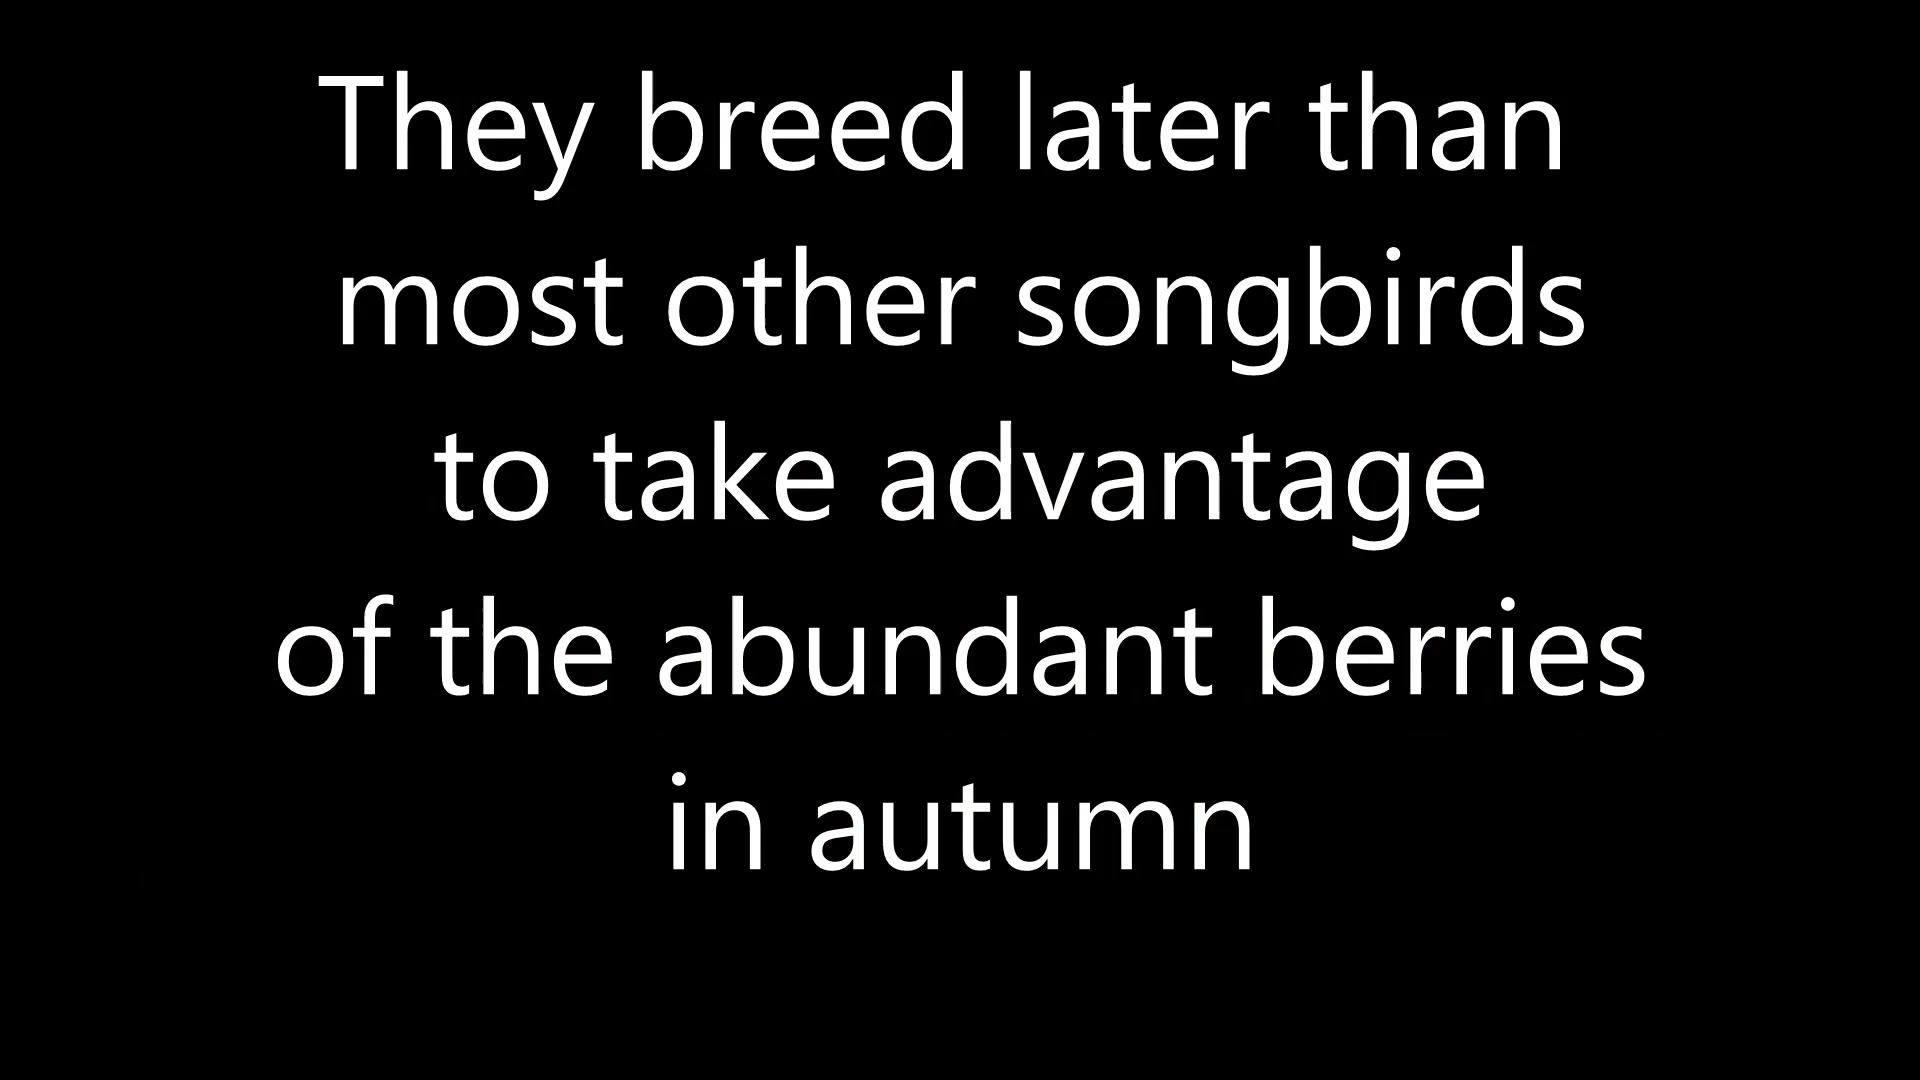 They breed later than
most other songbirds
to take advantage
of the abundant berries
in autumn